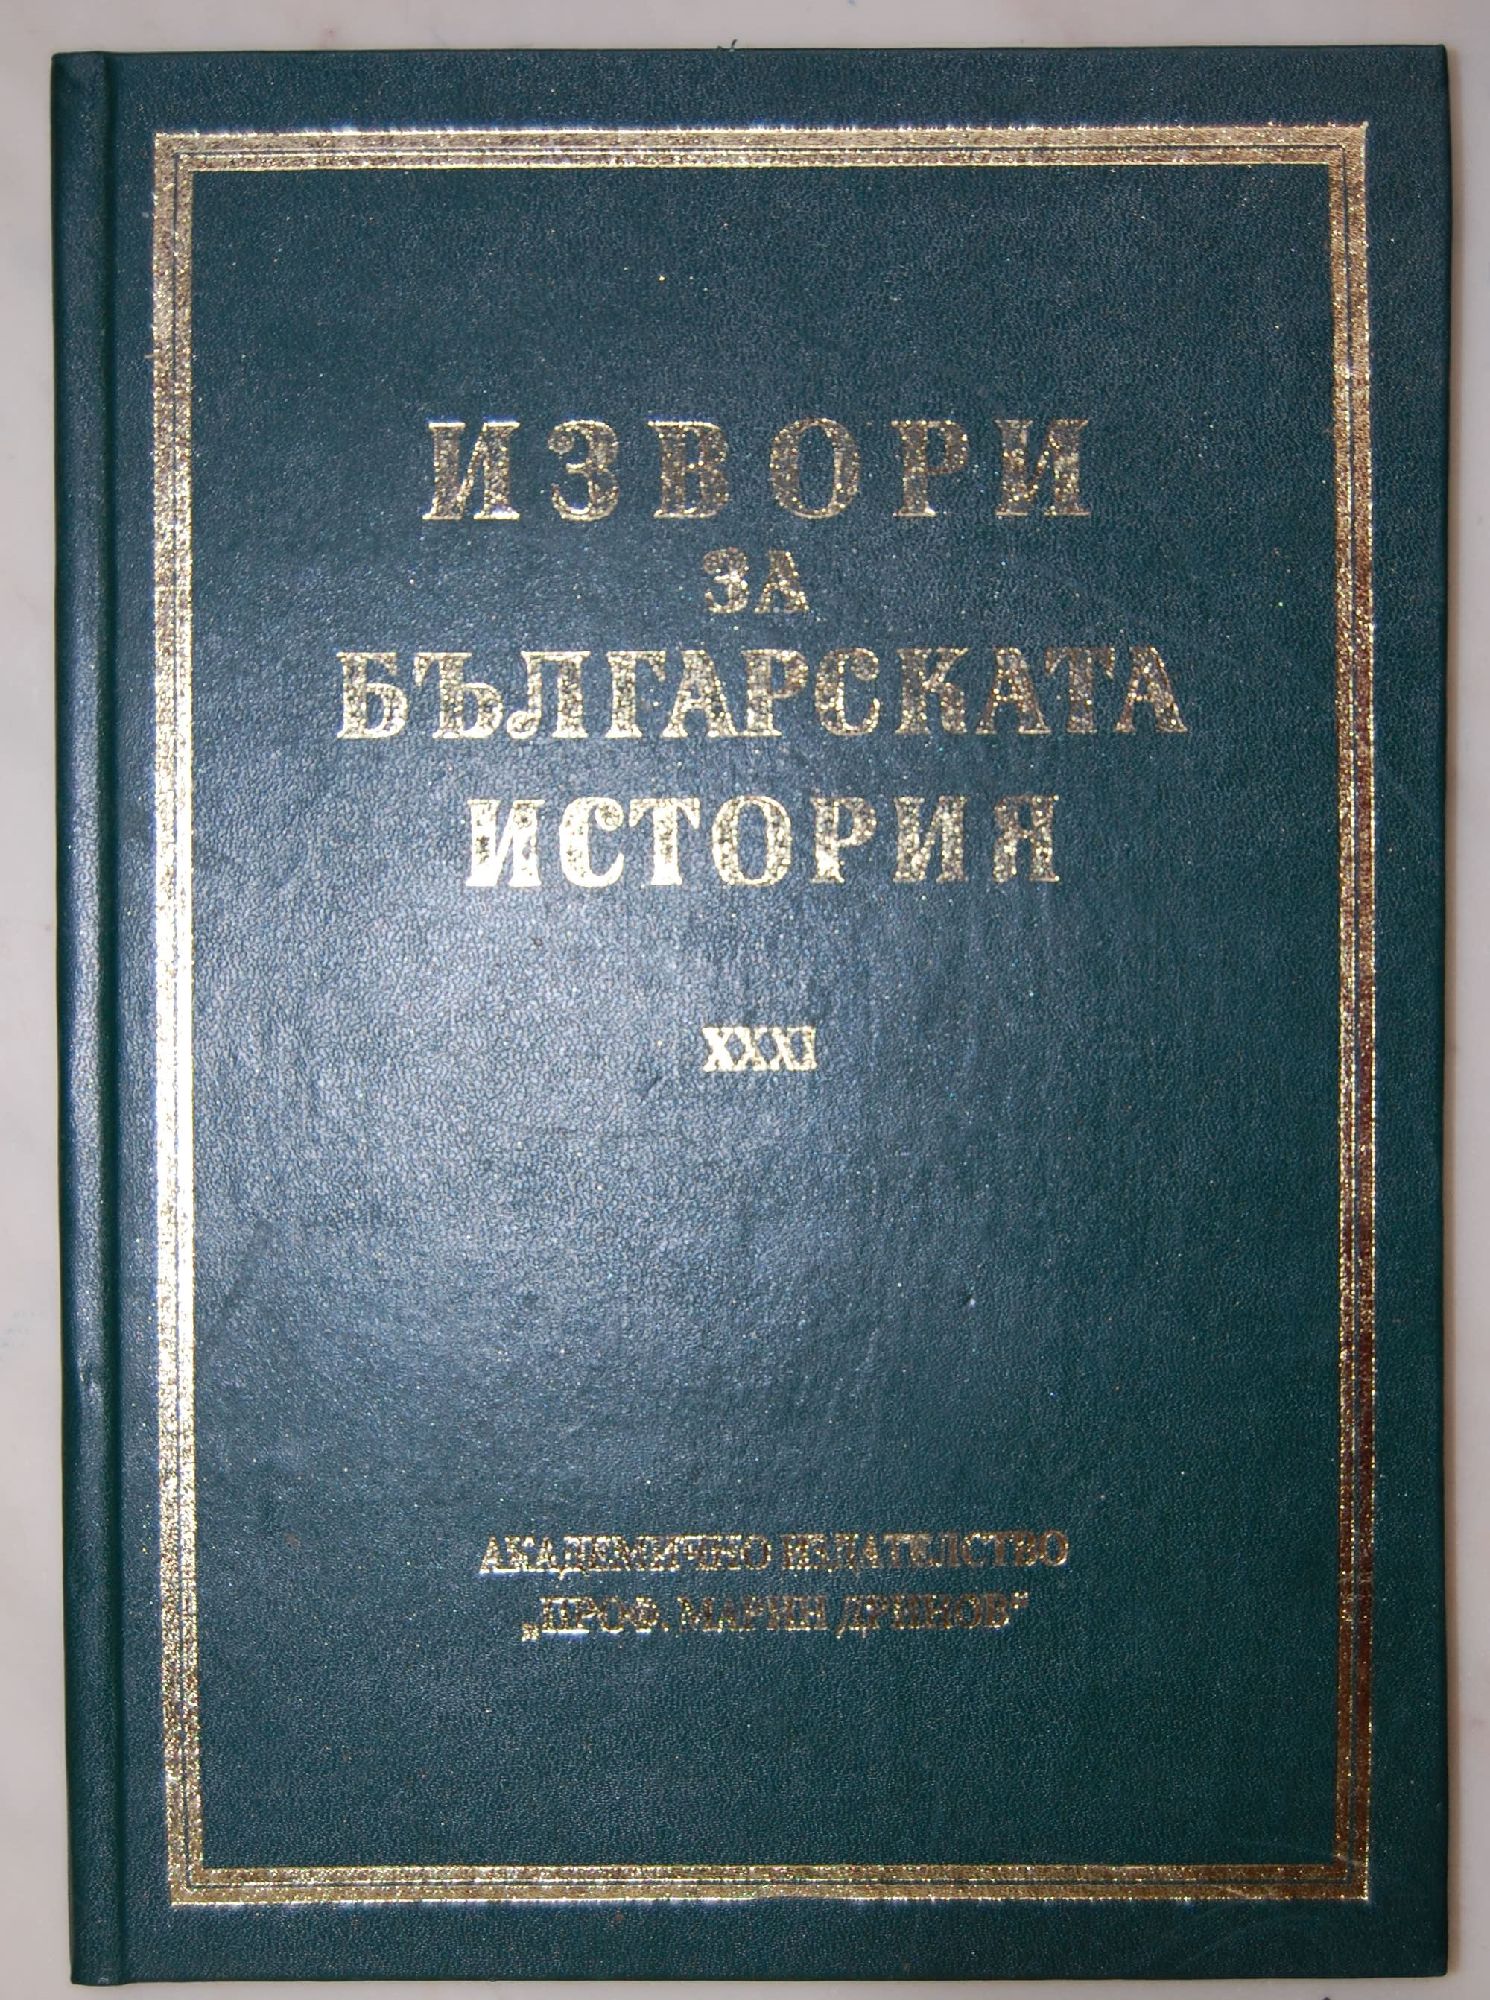 ИЗВОРИ
ЗА
БЪЛГАРСКАТА
ИСТОРИЯ
XXXI
АКАДЕМИЧНО ИЗДАТЕЛСТВО
„ПРОФ. МАРИН ДРИНОВ“